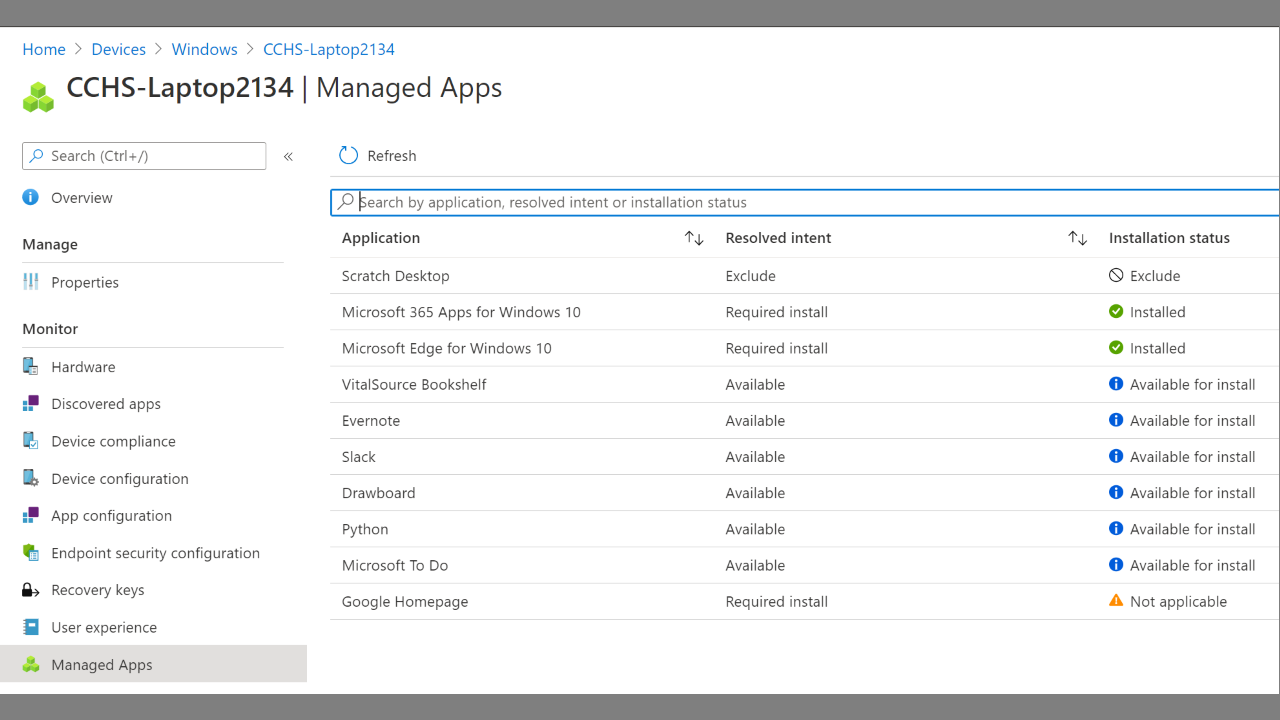 Home > Devices > Windows > CCHS-Laptop2134
CCHS-Laptop2134 | Managed Apps
Search (Ctrl+/) «
Overview
Manage
Properties
Monitor
Hardware
Discovered apps
Device compliance
Device configuration
App configuration
Endpoint security configuration
Recovery keys
User experience
Managed Apps
Refresh
Search by application, resolved intent or installation status
Application Resolved intent Installation status
Scratch Desktop Exclude Exclude
Microsoft 365 Apps for Windows 10 Required install Installed
Microsoft Edge for Windows 10 Required install Installed
VitalSource Bookshelf Available Available for install
Evernote Available Available for install
Slack Available Available for install
Drawboard Available Available for install
Python Available Available for install
Microsoft To Do Available Available for install
Google Homepage Required install Not applicable